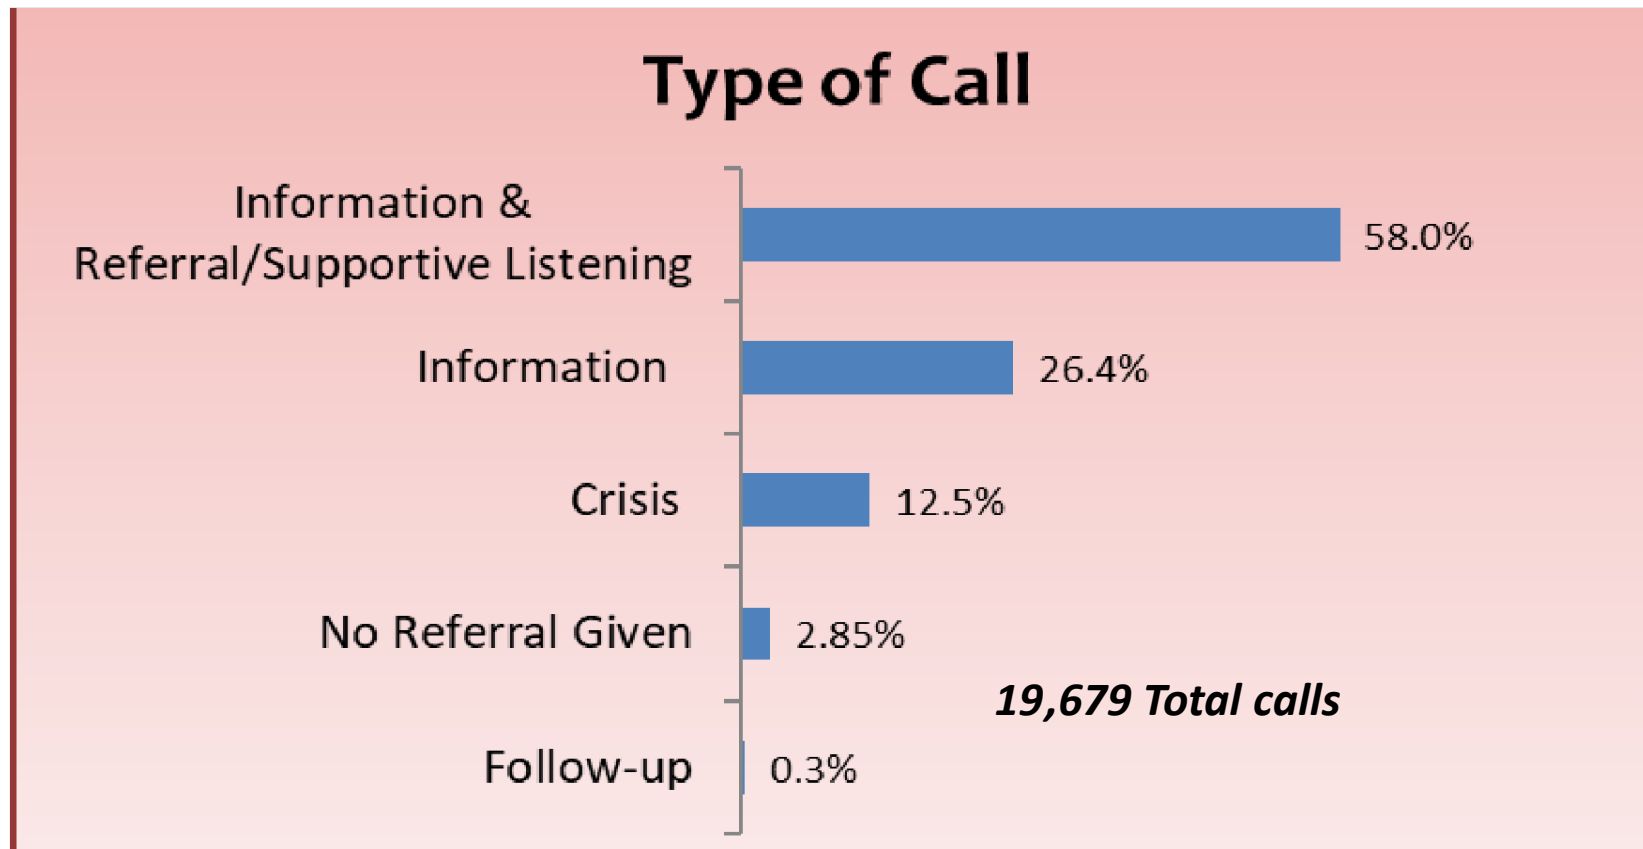 Type of Call
Information &
Referral/Supportive Listening
58.0%
Information
26.4%
Crisis
12.5%
No Referral Given
2.85%
19,679 Total calls
Follow-up
0.3%